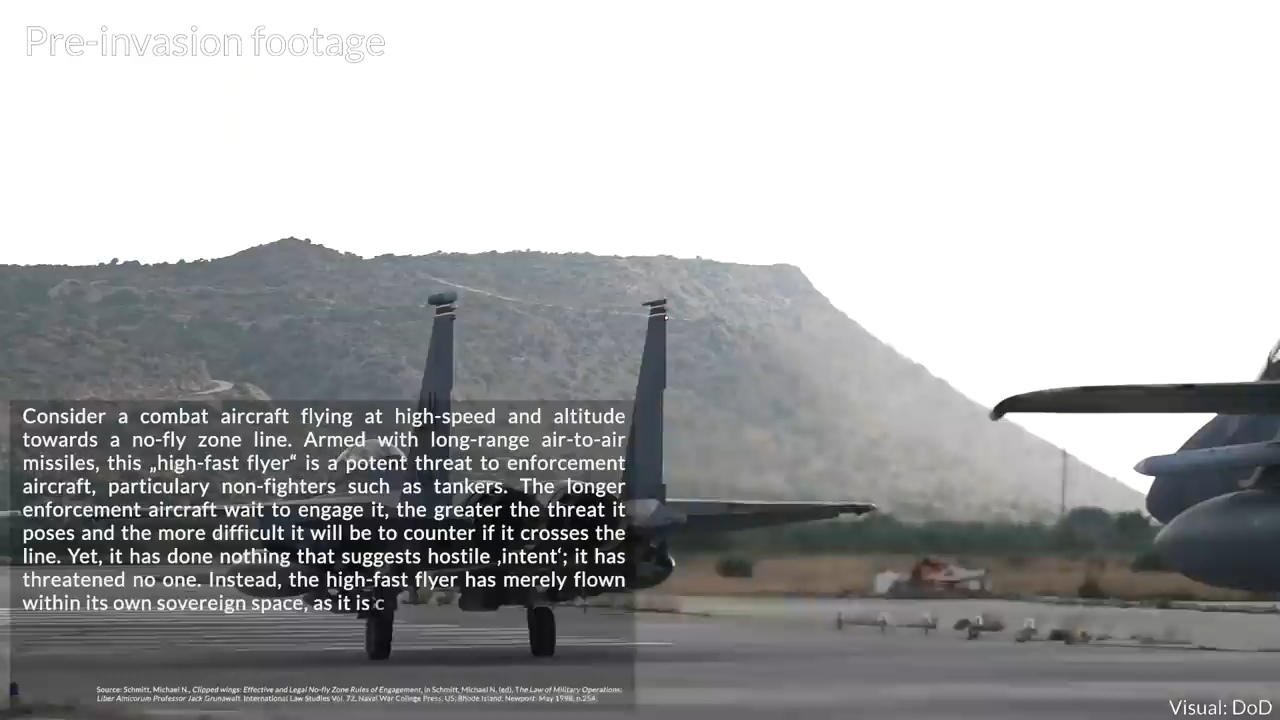 Pre-invasion footage
Consider a combat aircraft flying at high-speed and altitude
towards a no-fly zone line. Armed with long-range air-to-air
missiles, this „high-fast flyer“ is a potent threat to enforcement
aircraft, particulary non-fighters such as tankers. The longer
enforcement aircraft wait to engage it, the greater the threat it
poses and the more difficult it will be to counter if it crosses the
line. Yet, it has done nothing that suggests hostile ‚intent‘; it has
threatened no one. Instead, the high-fast flyer has merely flown
within its own sovereign space, as it is c
Source: Schmitt, Michael N., Clipped wings: Effective and Legal No-fly Zone Rules of Engagement, in Schmitt, Michael N. (ed), The Law of Military Operations:
Liber Amicorum Professor Jack Grunawalt. International Law Studies Vol. 72, Naval War College Press, US: Rhode Island, Newport: May 1998, p.254.
Visual: DoD